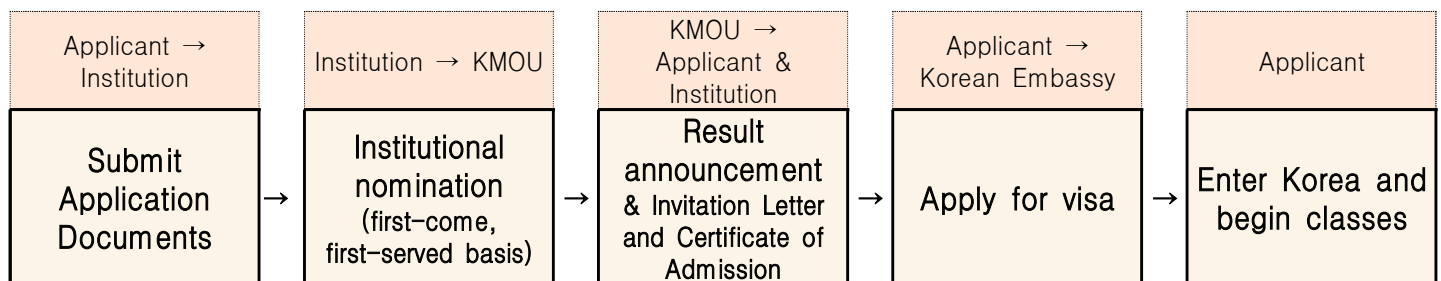 Applicant →
Institution
Submit
Application
Documents
→
Institution → KMOU
Institutional
nomination
(first-come,
first-served basis)
→
KMOU →
Applicant &
Institution
Result
announcement
& Invitation Letter
and Certificate of
Admission
→
Applicant →
Korean Embassy
Apply for visa
→
Applicant
Enter Korea and
begin classes